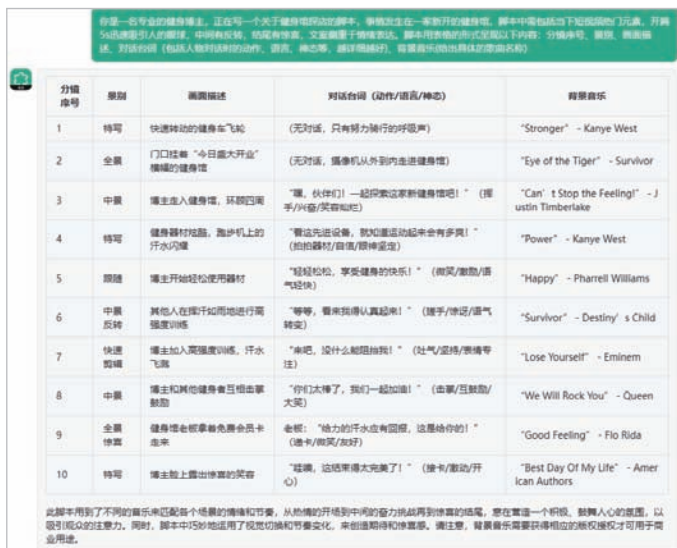 你是一名专业的健身博主，正在写一个关于健身馆探店的脚本，事情发生在一家新开的健身馆。脚本中需包括当下短视频热门元素，开篇
5s迅速吸引人的眼球，中间有反转，结尾有惊喜，文案侧重于情绪表达。脚本用表格的形式呈现以下内容：分镜序号、景别、画面描
述、对话台词（包括人物对话时的动作、语言、神态等，越详细越好）、背景音乐(给出具体的歌曲名称)
分镜序号 景别 画面描述 对话台词（动作/语言/神态） 背景音乐
1 特写 快速转动的健身车飞轮 （无对话，只有努力骑行的呼吸声） “Stronger” - Kanye West
2 全景 门口挂着“今日盛大开业”横幅的健身馆 （无对话，摄像机从外到内走进健身馆） “Eye of the Tiger” - Survivor
3 中景 博主走入健身馆，环顾四周 “嘿，伙伴们！一起探索这家新健身馆吧！”（挥手/兴奋/笑容灿烂） “Can’t Stop the Feeling!” - Justin Timberlake
4 特写 健身器材炫酷，跑步机上的汗水闪耀 “看这先进设备，就知道运动起来会有多爽！”（拍拍器材/自信/眼神坚定） “Power” - Kanye West
5 跟随 博主开始轻松使用器材 “轻轻松松，享受健身的快乐！”（微笑/激励/语气轻快） “Happy” - Pharrell Williams
6 中景反转 其他人在挥汗如雨地进行高强度训练 “等等，看来我得认真起来！”（搓手/惊讶/语气转变） “Survivor” - Destiny’s Child
7 快速剪辑 博主加入高强度训练，汗水飞溅 “来吧，没什么能阻挡我！”（吐气/坚持/表情专注） “Lose Yourself” - Eminem
8 中景 博主和其他健身者互相击掌鼓励 “你们太棒了，我们一起加油！”（击掌/互鼓励/大笑） “We Will Rock You” - Queen
9 全景惊喜 健身馆老板拿着免费会员卡走来 老板：“给力的汗水应有回报，这是给你的！”（递卡/微笑/友好） “Good Feeling” - Flo Rida
10 特写 博主脸上露出惊喜的笑容 “哇噢，这结果得太完美了！”（接卡/激动/开心） “Best Day Of My Life” - American Authors
此脚本用到了不同的音乐来匹配各个场景的情绪和节奏，从热情的开场到中间的奋力挑战再到惊喜的结尾，意在营造一个积极、鼓舞人心的氛围，以
吸引观众的注意力。同时，脚本中巧妙地运用了视觉切换和节奏变化，来创造期待和惊喜感。请注意，背景音乐需要获得相应的版权授权才可用于商
业用途。